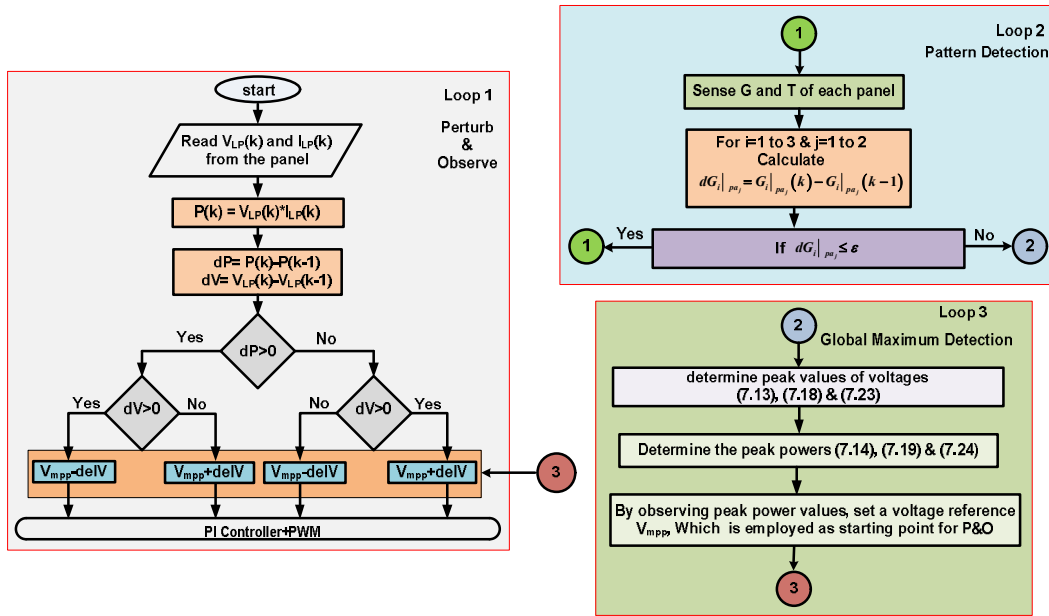 Loop 1
Perturb
&
Observe
start
Read V_LP(k) and I_LP(k)
from the panel
P(k) = V_LP(k)*I_LP(k)
dP= P(k)-P(k-1)
dV= V_LP(k)-V_LP(k-1)
Yes
No
dP>0
Yes
dV>0
No
No
dV>0
Yes
V_mpp-delV
V_mpp+delV
V_mpp-delV
V_mpp+delV
3
PI Controller+PWM
Loop 2
Pattern Detection
1
Sense G and T of each panel
For i=1 to 3 & j=1 to 2
Calculate
dG_i|_pa_j = G_i|_pa_j (k) − G_i|_pa_j (k−1)
1
Yes
If dG_i|_pa_j ≤ ε
No
2
Loop 3
2
Global Maximum Detection
determine peak values of voltages
(7.13), (7.18) & (7.23)
Determine the peak powers (7.14), (7.19) & (7.24)
By observing peak power values, set a voltage reference
V_mpp, Which is employed as starting point for P&O
3